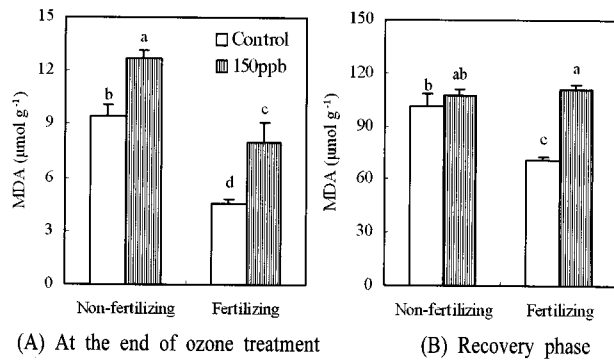 15
12
9
6
3
0
MDA (μmol g⁻¹)
Control
150ppb
b
a
d
c
Non-fertilizing Fertilizing
(A) At the end of ozone treatment
150
120
90
60
30
0
MDA (μmol g⁻¹)
b
ab
c
a
Non-fertilizing Fertilizing
(B) Recovery phase